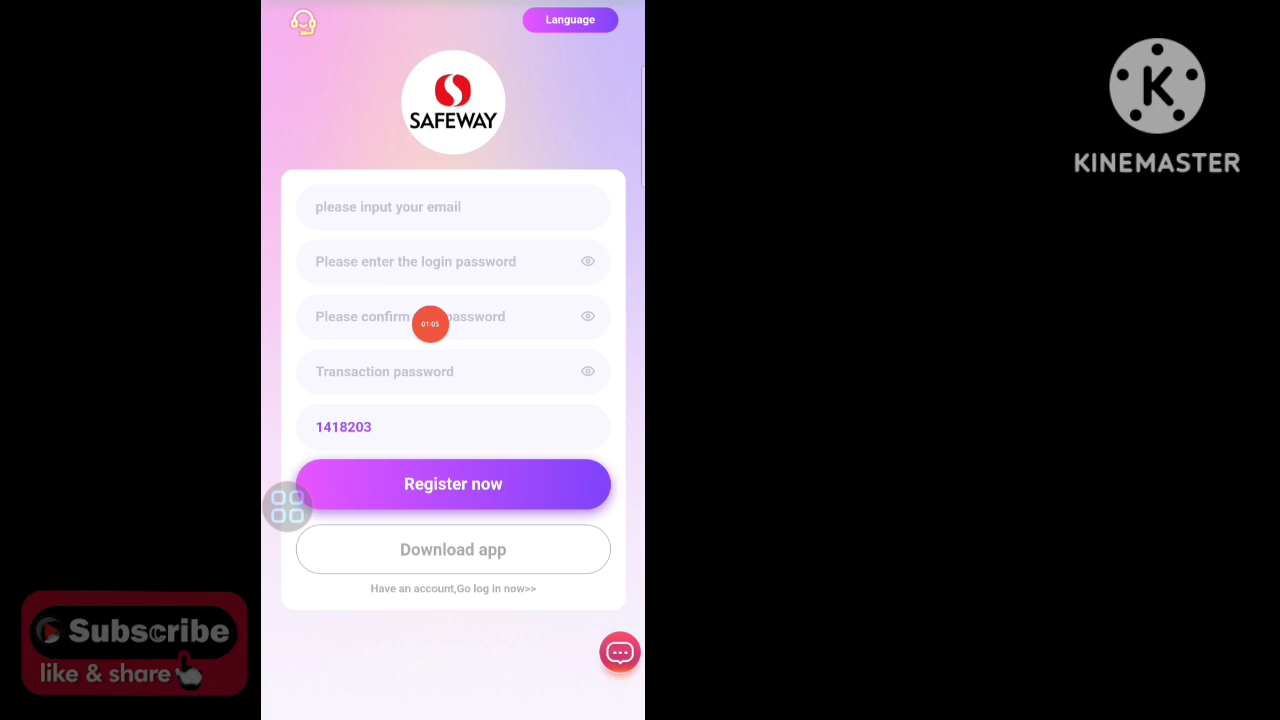 Language
SAFEWAY
K
KINEMASTER
please input your email
Please enter the login password
Please confirm password
01:05
Transaction password
1418203
Register now
Download app
Have an account,Go log in now>>
Subscribe
like & share